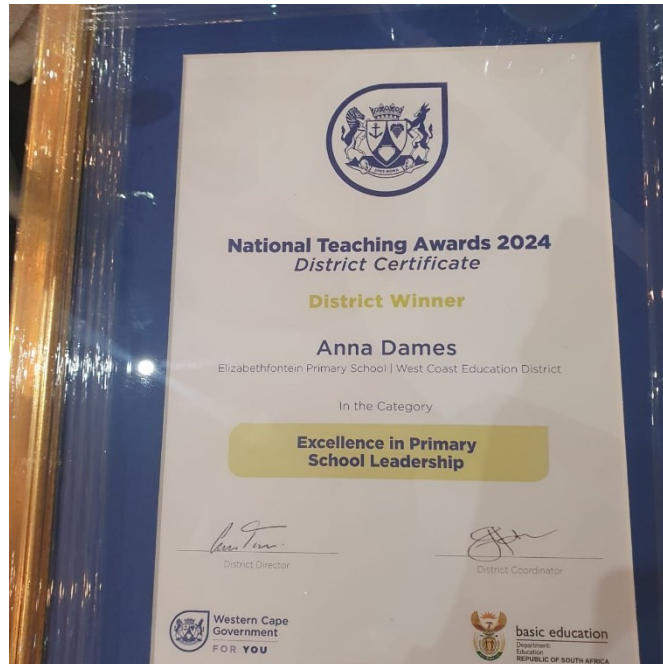 National Teaching Awards 2024
District Certificate
District Winner
Anna Dames
Elizabethfontein Primary School | West Coast Education District
In the Category
Excellence in Primary
School Leadership
District Director
District Coordinator
Western Cape
Government
FOR YOU
basic education
Department:
Education
REPUBLIC OF SOUTH AFRICA